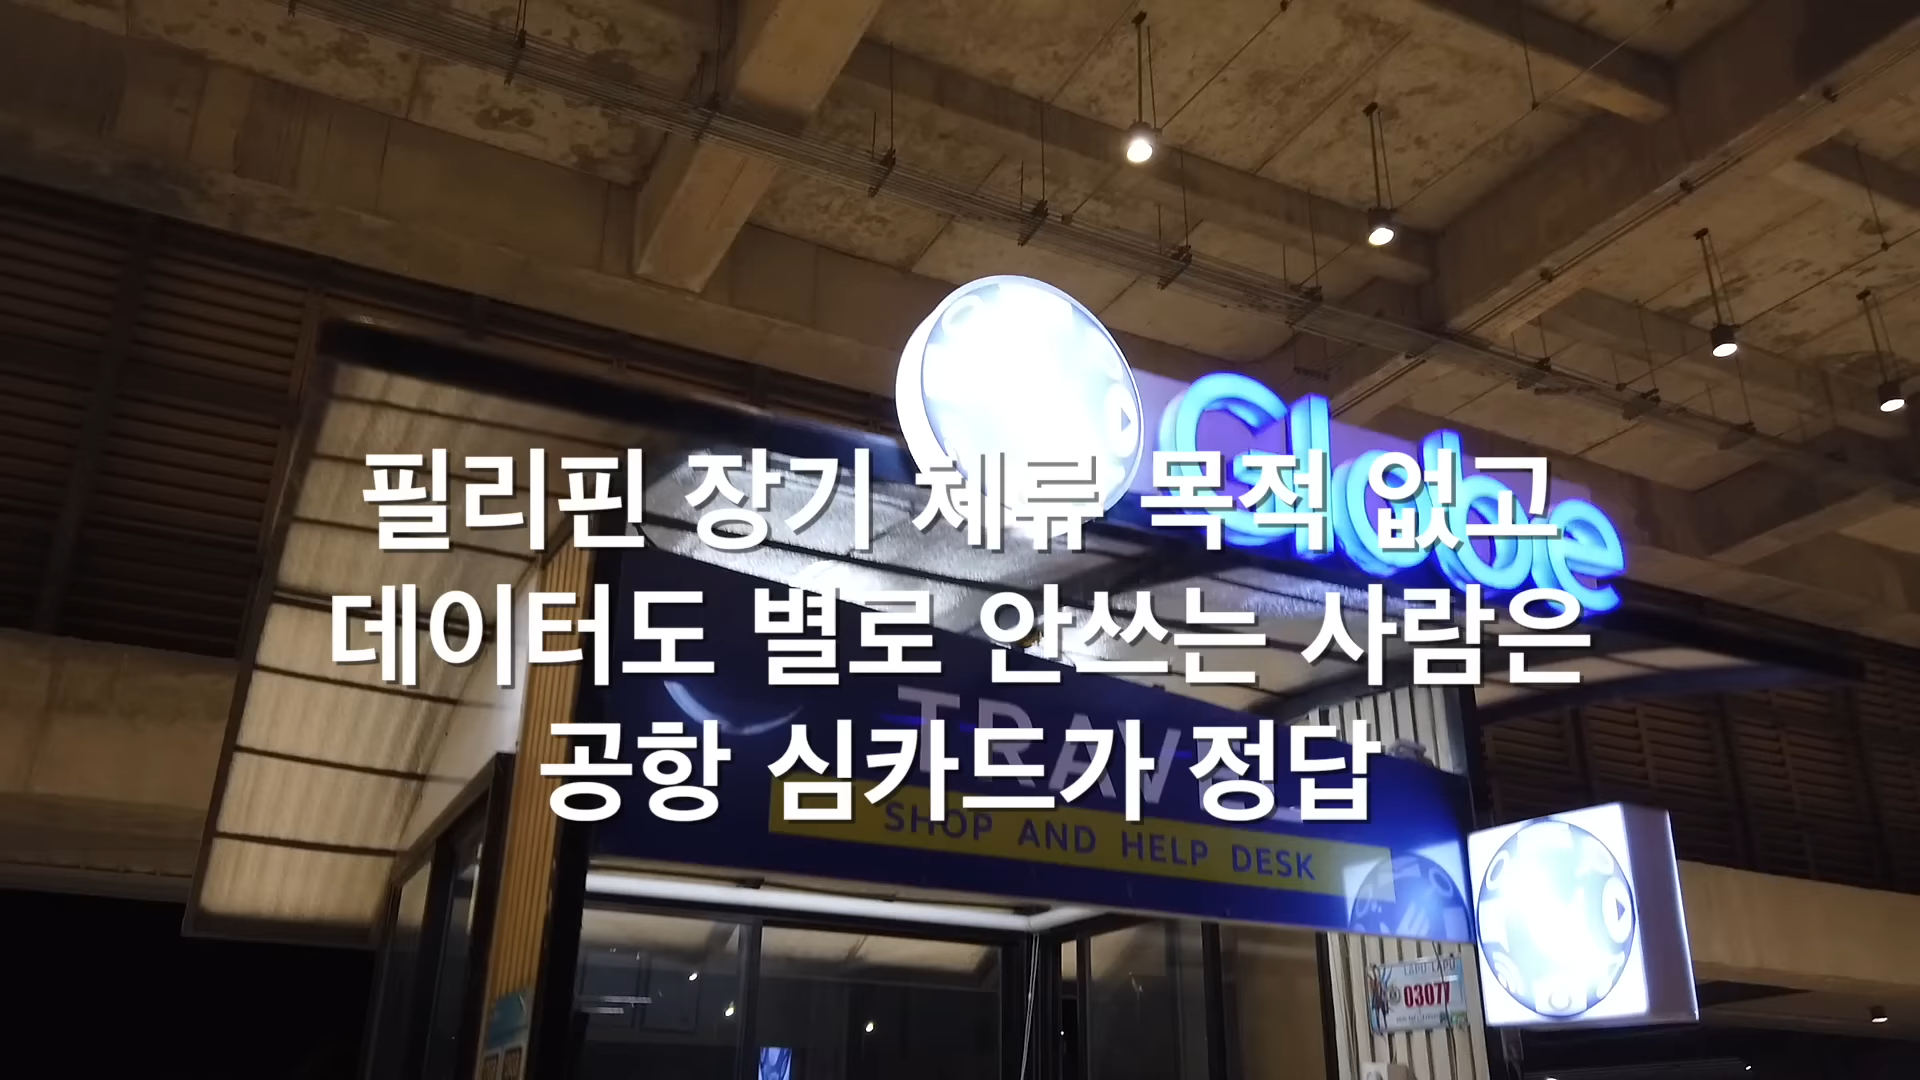 Globe
필리핀 장기 체류 목적 없고
데이터도 별로 안쓰는 사람은
공항 심카드가 정답
TRAVEL
SHOP AND HELP DESK
LAPU-LAPU
03077